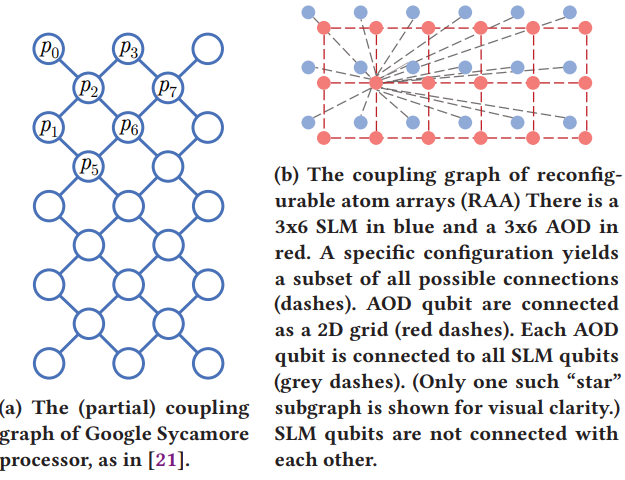 p0
p3
p2
p7
p1
p6
p5
(a) The (partial) coupling
graph of Google Sycamore
processor, as in [21].
(b) The coupling graph of reconfig-
urable atom arrays (RAA) There is a
3x6 SLM in blue and a 3x6 AOD in
red. A specific configuration yields
a subset of all possible connections
(dashes). AOD qubit are connected
as a 2D grid (red dashes). Each AOD
qubit is connected to all SLM qubits
(grey dashes). (Only one such “star”
subgraph is shown for visual clarity.)
SLM qubits are not connected with
each other.